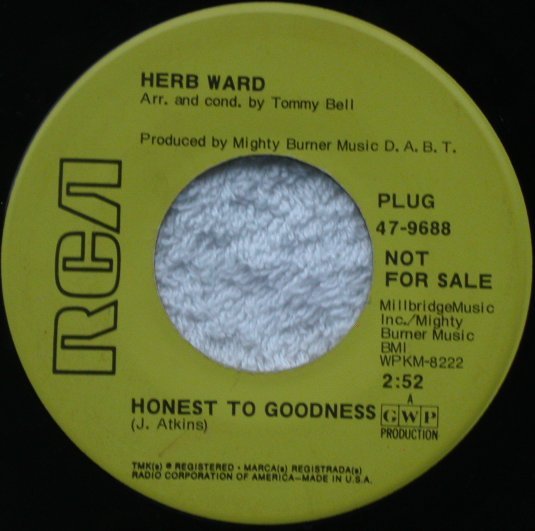 HERB WARD
Arr. and cond. by Tommy Bell
Produced by Mighty Burner Music D. A. B. T.
RCA
PLUG
47-9688
NOT
FOR SALE
MillbridgeMusic
Inc./Mighty
Burner Music
BMI
WPKM-8222
2:52
HONEST TO GOODNESS
(J. Atkins)
A
GWP
PRODUCTION
TMK(s) ® REGISTERED • MARCA(s) REGISTRADA(s)
RADIO CORPORATION OF AMERICA—MADE IN U.S.A.